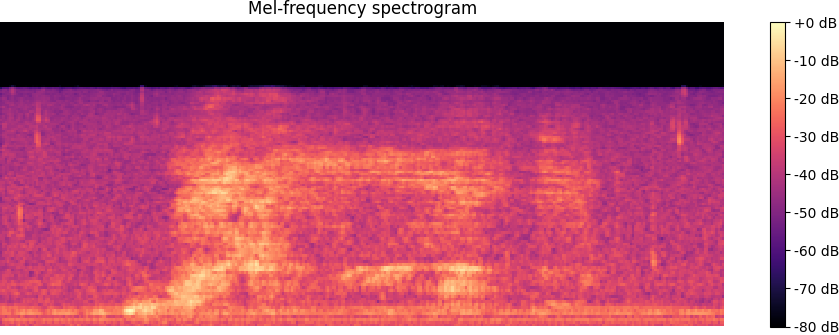 Mel-frequency spectrogram
+0 dB
-10 dB
-20 dB
-30 dB
-40 dB
-50 dB
-60 dB
-70 dB
-80 dB